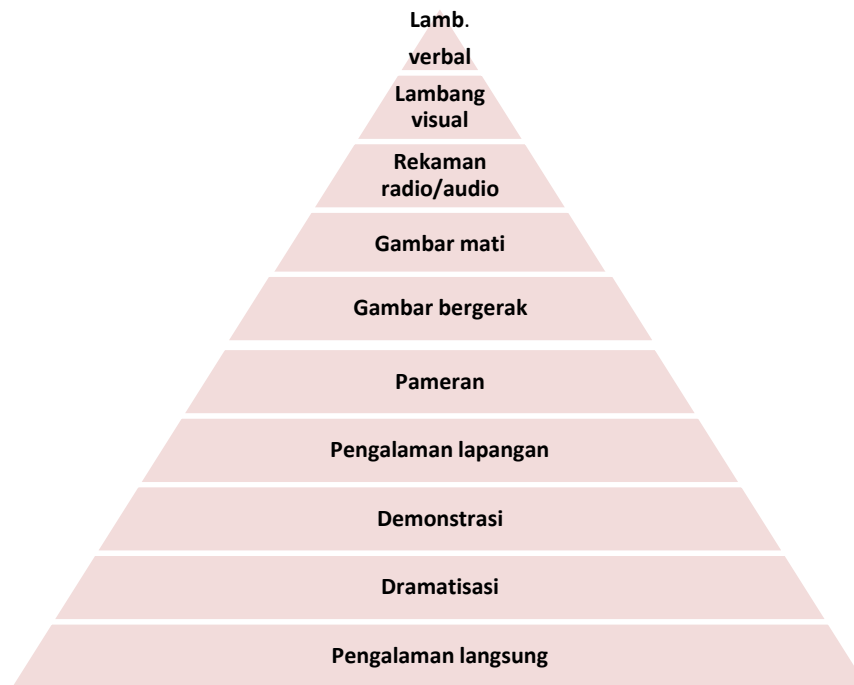 Lamb.
verbal
Lambang
visual
Rekaman
radio/audio
Gambar mati
Gambar bergerak
Pameran
Pengalaman lapangan
Demonstrasi
Dramatisasi
Pengalaman langsung